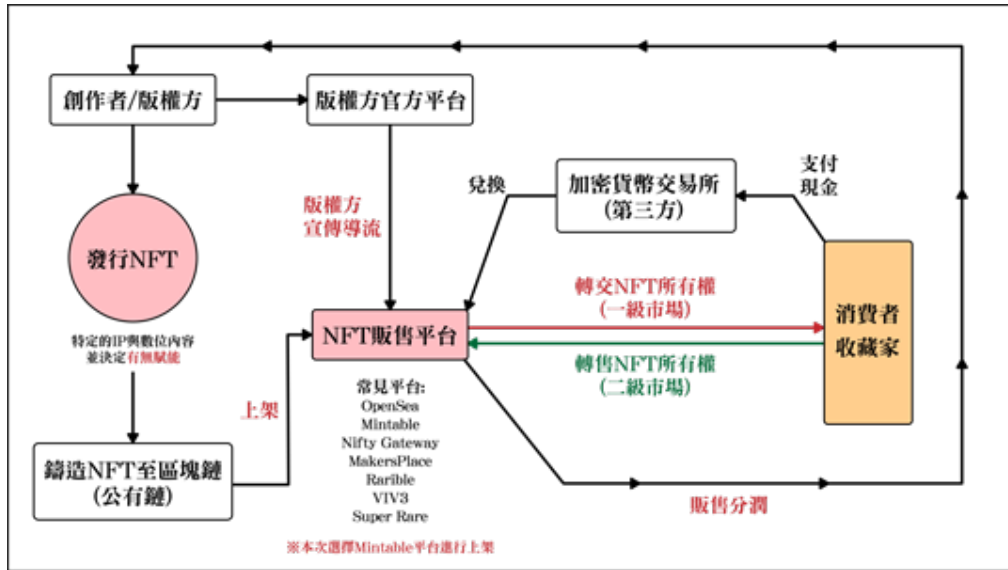 創作者/版權方
版權方官方平台
發行NFT
特定的IP與數位內容
並決定有無賦能
鑄造NFT至區塊鏈
(公有鏈)
上架
版權方
宣傳導流
NFT販售平台
常見平台:
OpenSea
Mintable
Nifty Gateway
MakersPlace
Rarible
VIV3
Super Rare
※本次選擇Mintable平台進行上架
兌換
加密貨幣交易所
(第三方)
支付
現金
轉交NFT所有權
(一級市場)
轉售NFT所有權
(二級市場)
消費者
收藏家
販售分潤